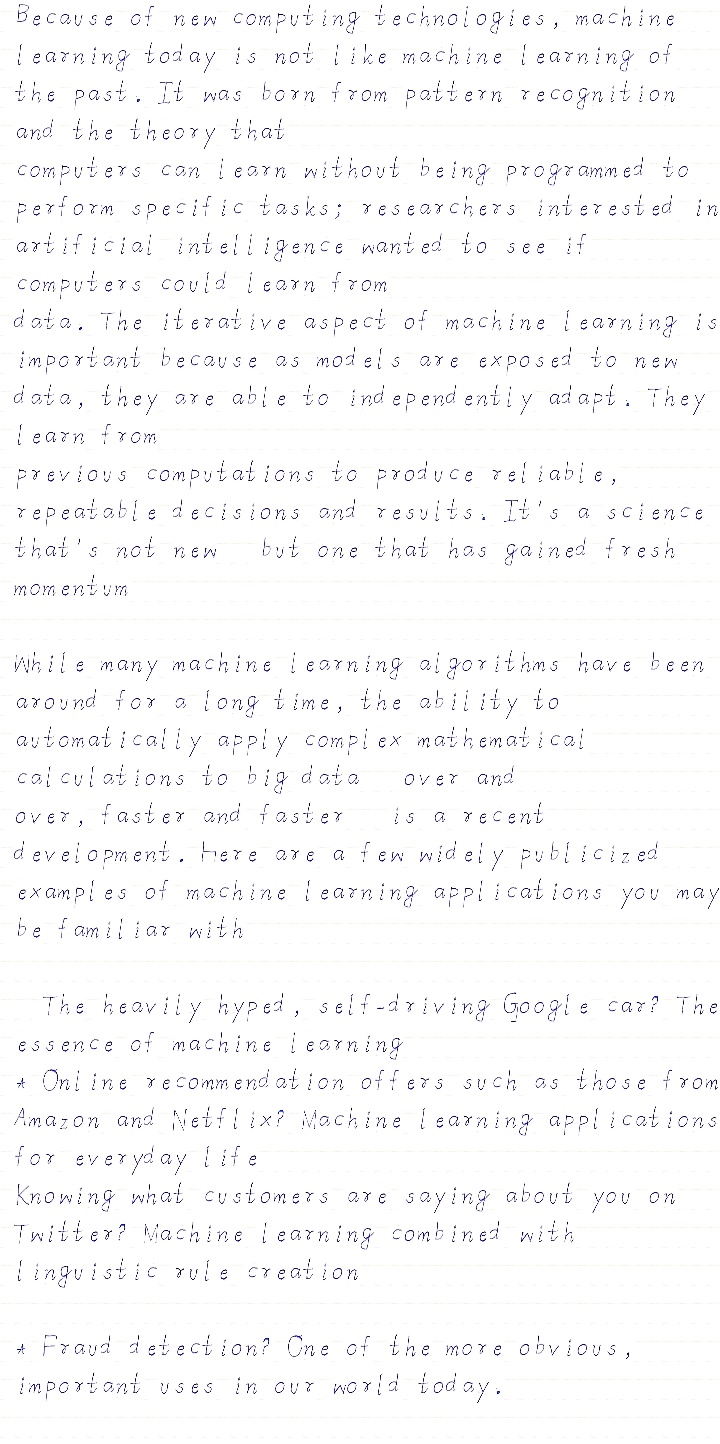 Because of new computing technologies, machine
learning today is not like machine learning of
the past. It was born from pattern recognition
and the theory that
computers can learn without being programmed to
perform specific tasks; researchers interested in
artificial intelligence wanted to see if
computers could learn from
data. The iterative aspect of machine learning is
important because as models are exposed to new
data, they are able to independently adapt. They
learn from
previous computations to produce reliable,
repeatable decisions and results. It's a science
that's not new   but one that has gained fresh
momentum
While many machine learning algorithms have been
around for a long time, the ability to
automatically apply complex mathematical
calculations to big data   over and
over, faster and faster   is a recent
development. Here are a few widely publicized
examples of machine learning applications you may
be familiar with
The heavily hyped, self-driving Google car? The
essence of machine learning
* Online recommendation offers such as those from
Amazon and Netflix? Machine learning applications
for everyday life
Knowing what customers are saying about you on
Twitter? Machine learning combined with
linguistic rule creation
* Fraud detection? One of the more obvious,
important uses in our world today.